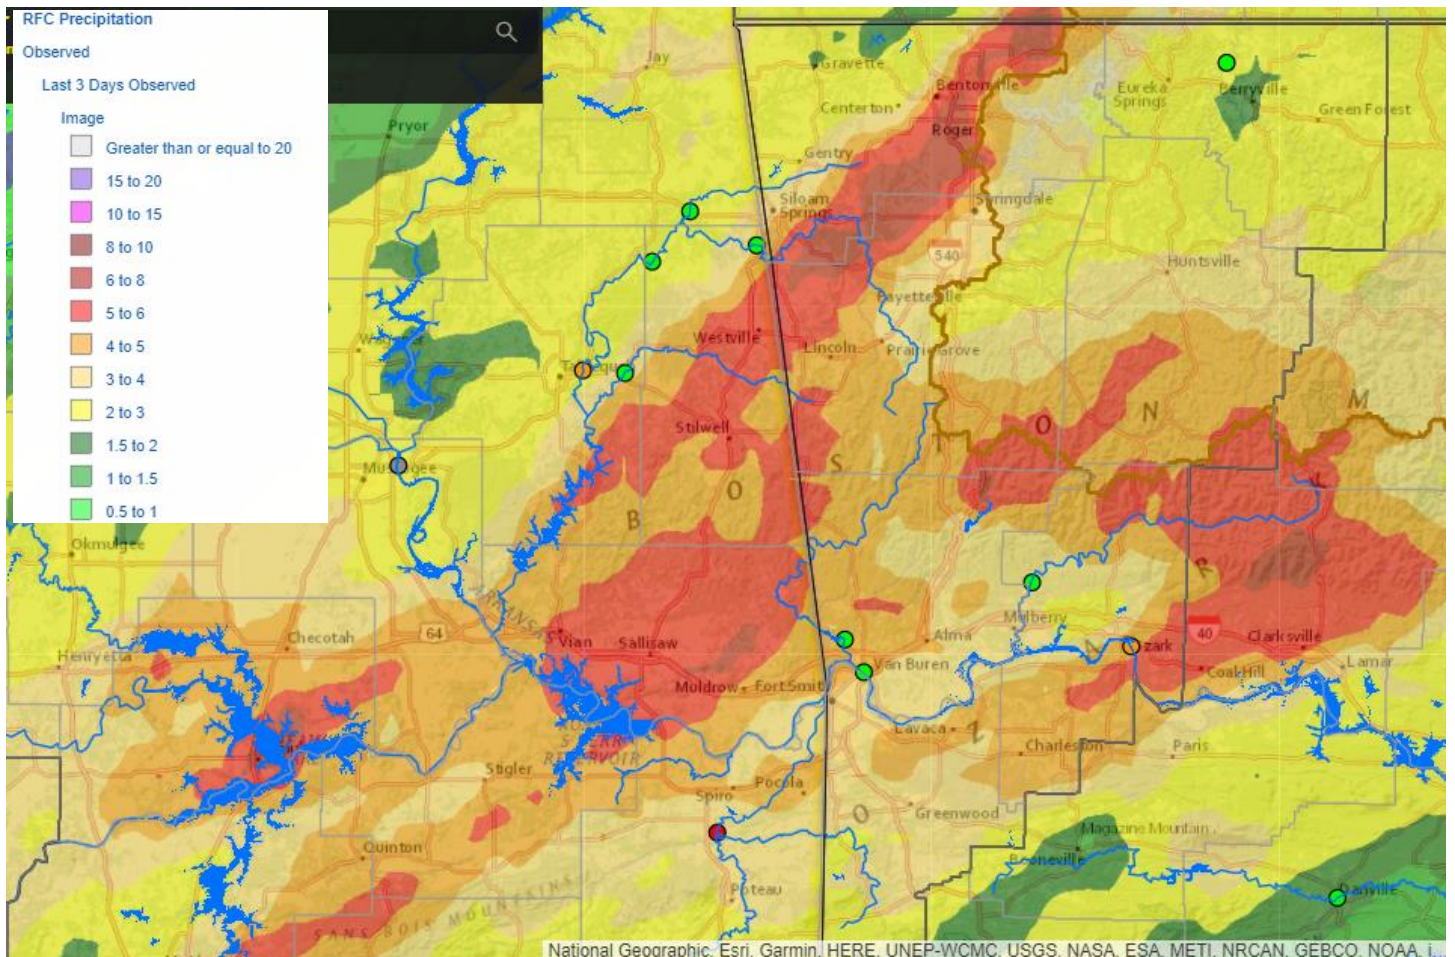 RFC Precipitation
Observed
Last 3 Days Observed
Image
Greater than or equal to 20
15 to 20
10 to 15
8 to 10
6 to 8
5 to 6
4 to 5
3 to 4
2 to 3
1.5 to 2
1 to 1.5
0.5 to 1
Jay
Gravette
Bentonville
Eureka
Springs
Berryville
Centerton
Green Forest
Pryor
Roger
Gentry
Siloam
Springs
Springdale
540
Huntsville
Fayetteville
Westville
Lincoln
Prairie Grove
Stilwell
O Z A R K
B O S T O N M
Okmulgee
ARKANSAS
Checotah
64
Vian
Sallisaw
Mulberry
Alma
40
Clarksville
Henryetta
Van Buren
zark
Coal Hill
Lamar
Muldrow
Fort Smit
RESERVOIR
Lavaca
Charleston
Paris
Stigler
Spiro
Pocola
Greenwood
Magazine Mountain
Booneville
Quinton
Poteau
Danville
SANS BOIS MOUNTAINS
National Geographic, Esri, Garmin, HERE, UNEP-WCMC, USGS, NASA, ESA, METI, NRCAN, GEBCO, NOAA, i...